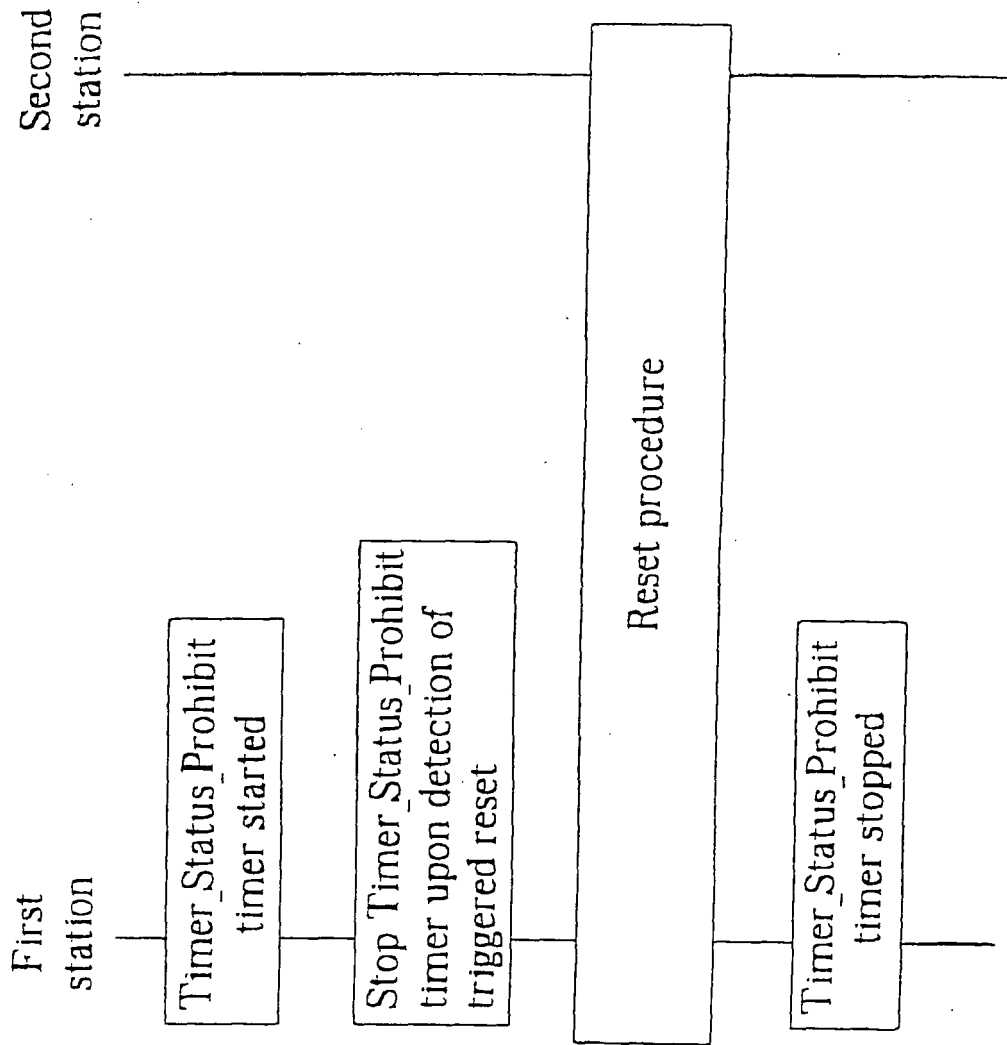 First
station
Second
station
Timer_Status_Prohibit
timer started
Stop Timer_Status_Prohibit
timer upon detection of
triggered reset
Reset procedure
Timer_Status_Prohibit
timer stopped